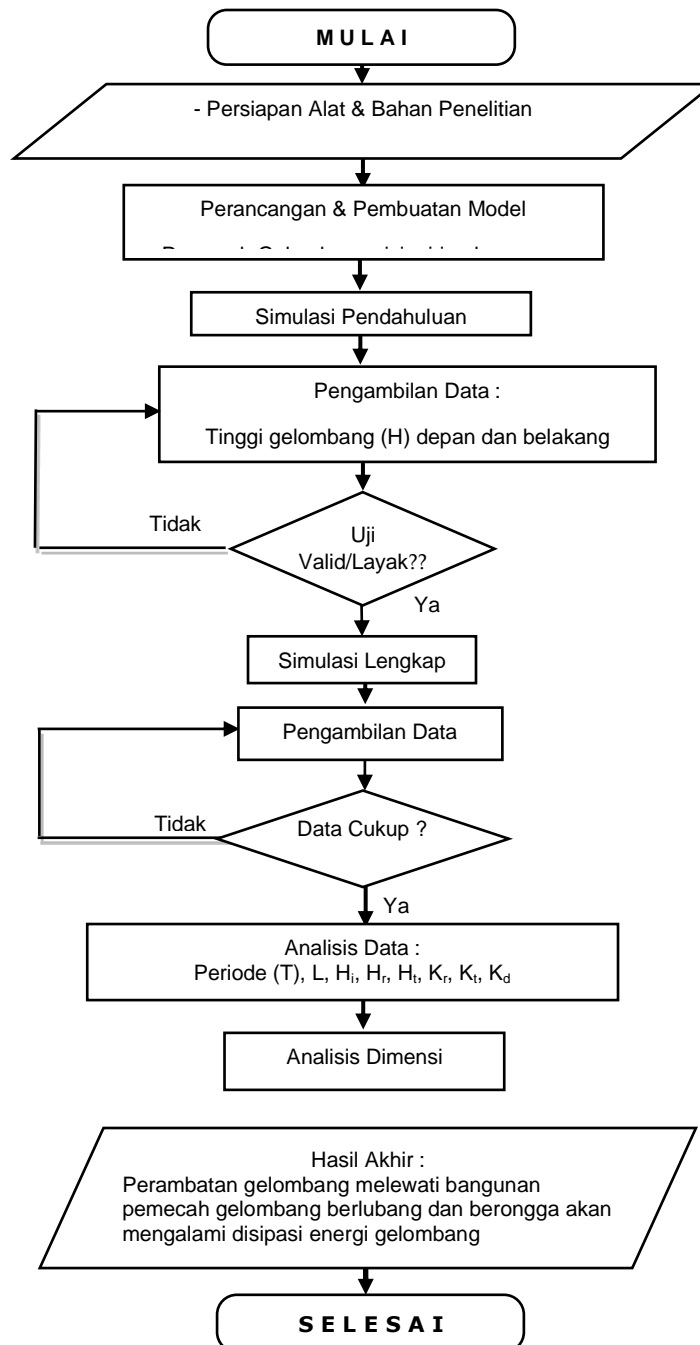 M U L A I
- Persiapan Alat & Bahan Penelitian
Perancangan & Pembuatan Model
Simulasi Pendahuluan
Pengambilan Data :
Tinggi gelombang (H) depan dan belakang
Tidak
Uji
Valid/Layak??
Ya
Simulasi Lengkap
Pengambilan Data
Tidak
Data Cukup ?
Ya
Analisis Data :
Periode (T), L, Hᵢ, Hᵣ, Hₜ, Kᵣ, Kₜ, K_d
Analisis Dimensi
Hasil Akhir :
Perambatan gelombang melewati bangunan
pemecah gelombang berlubang dan berongga akan
mengalami disipasi energi gelombang
S E L E S A I